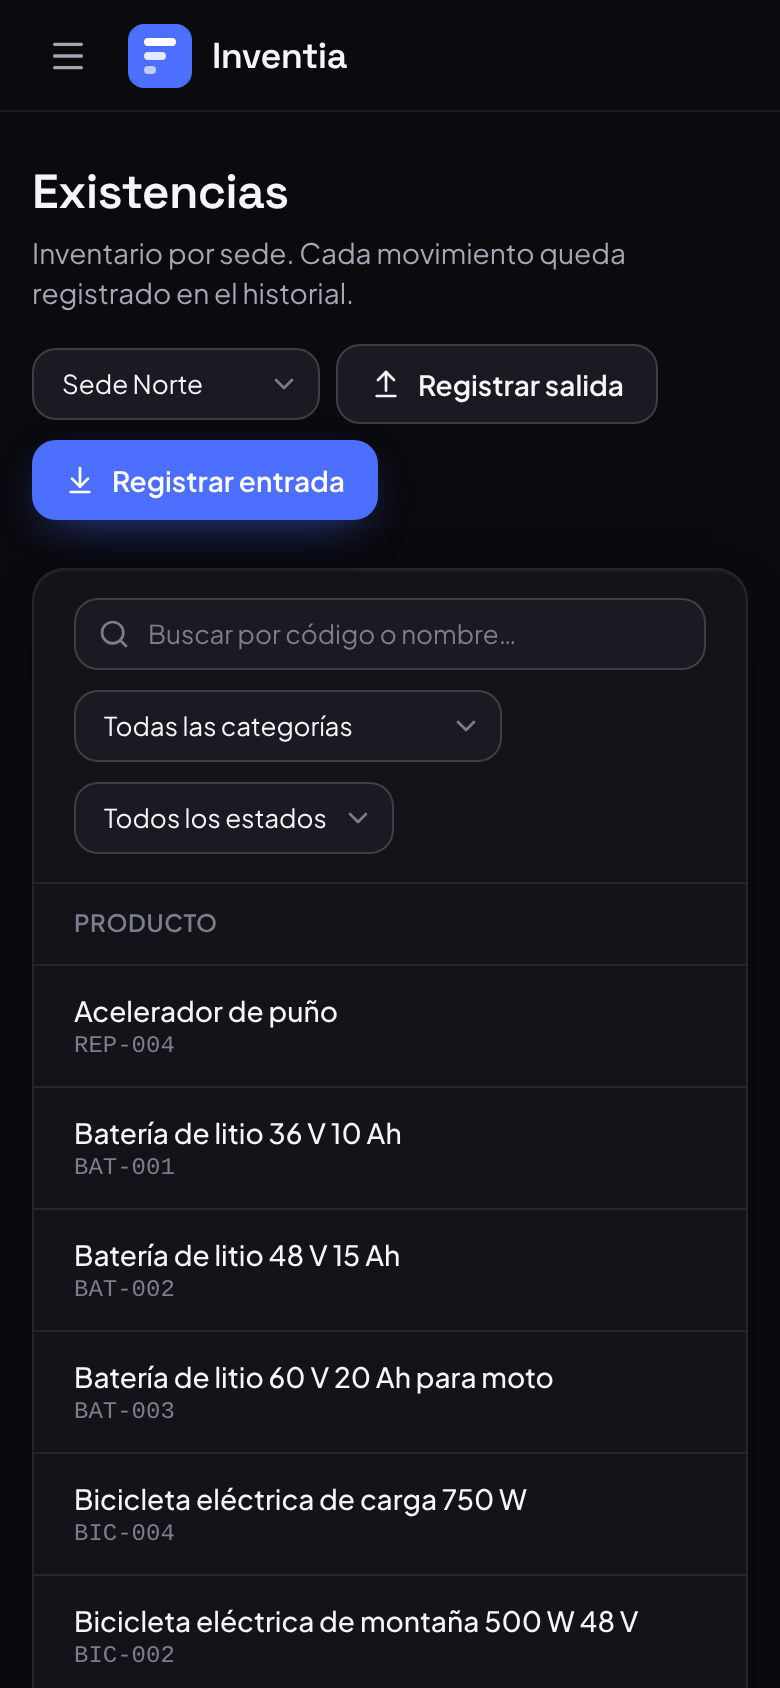 Inventia
Existencias
Inventario por sede. Cada movimiento queda
registrado en el historial.
Sede Norte
Registrar salida
Registrar entrada
Buscar por código o nombre...
Todas las categorías
Todos los estados
PRODUCTO
Acelerador de puño
REP-004
Batería de litio 36 V 10 Ah
BAT-001
Batería de litio 48 V 15 Ah
BAT-002
Batería de litio 60 V 20 Ah para moto
BAT-003
Bicicleta eléctrica de carga 750 W
BIC-004
Bicicleta eléctrica de montaña 500 W 48 V
BIC-002